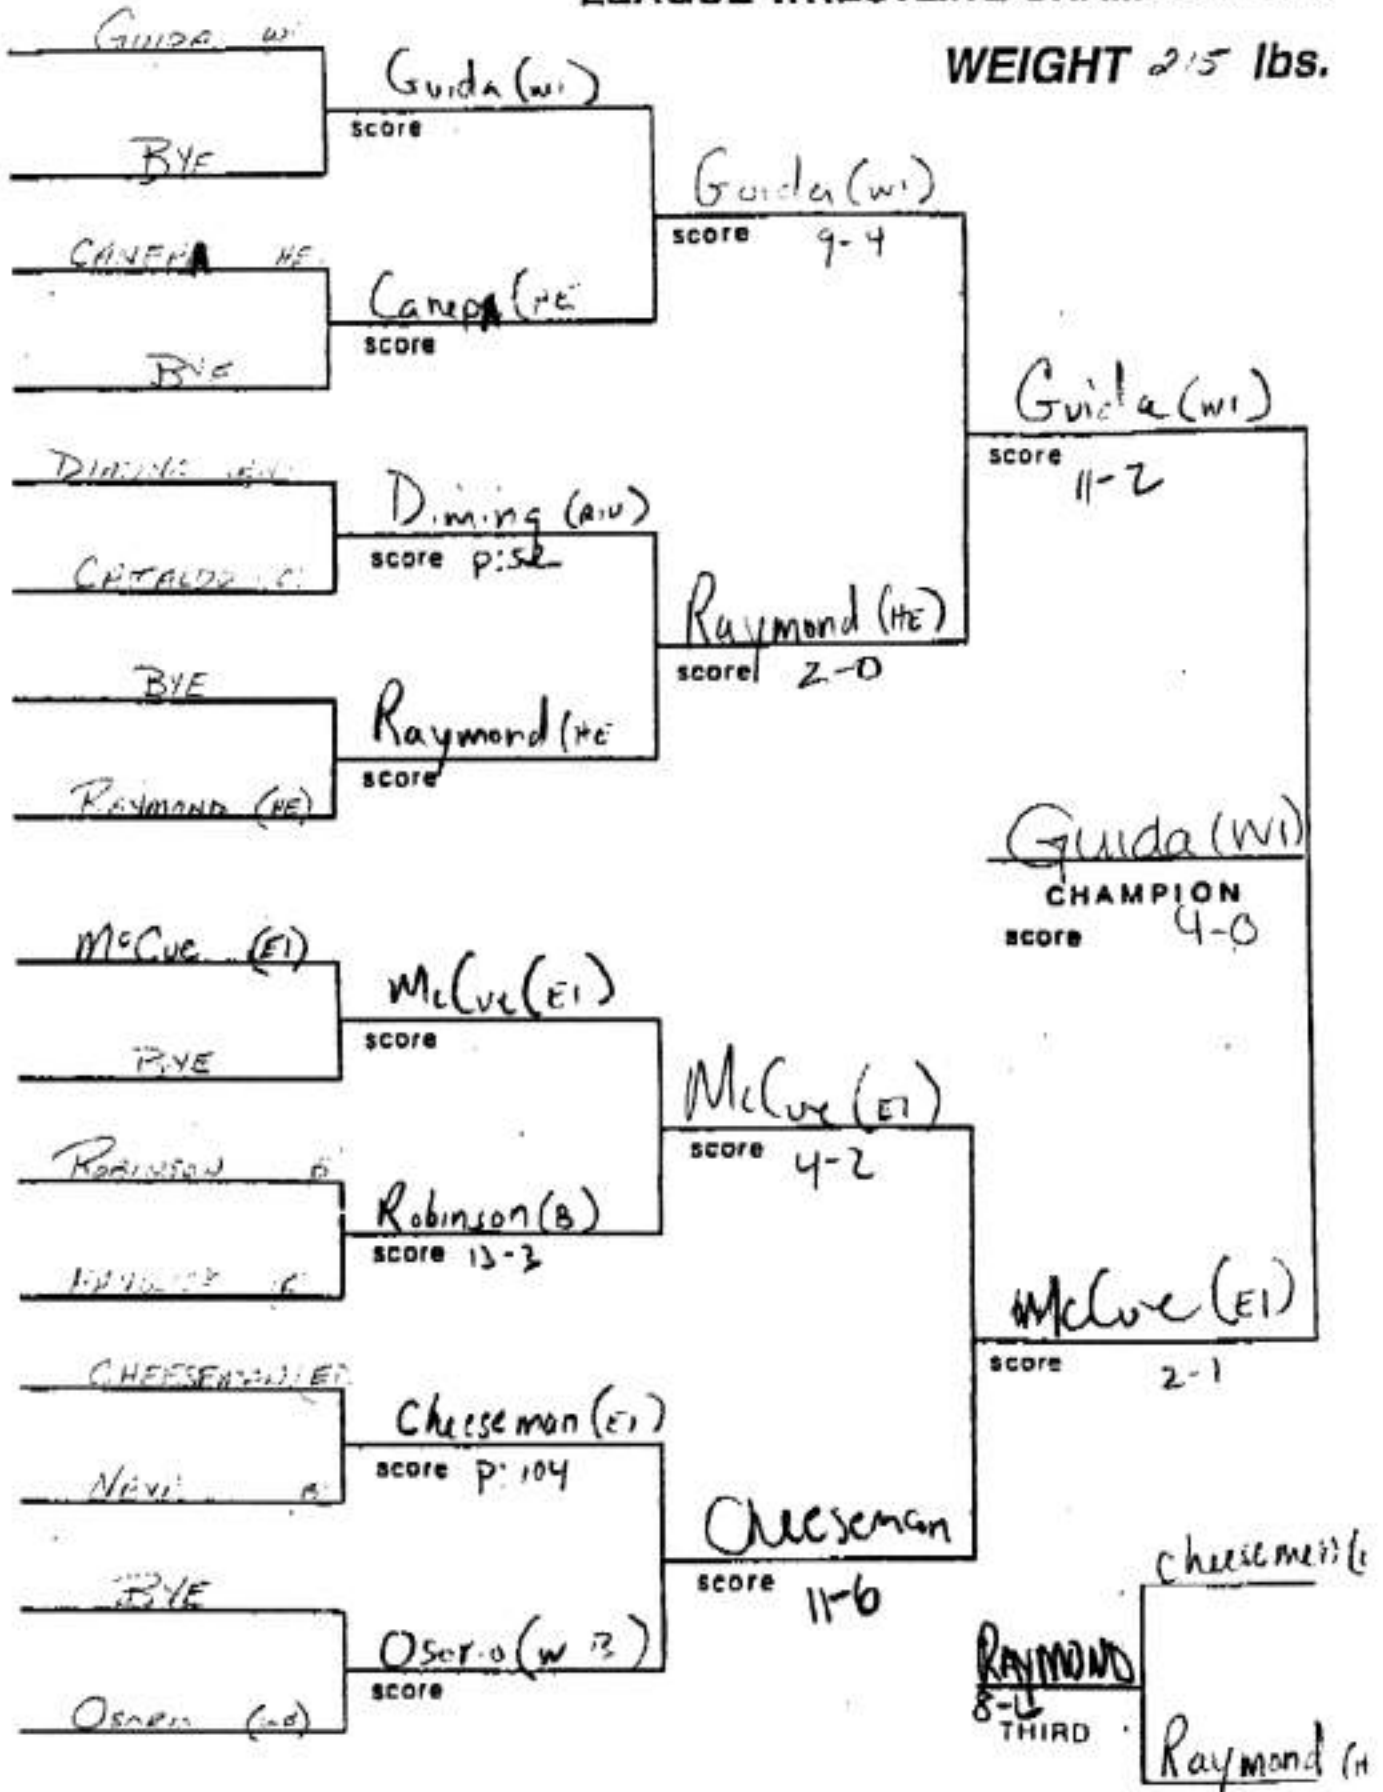 WEIGHT 215 lbs.
GUIDA WI
Guida (WI)
score
BYE
Guida (WI)
score 9-4
CANEPA HE
Canepa (HE
score
BYE
Guida (WI)
score 11-2
Diming (RIV)
score p:52
CATALDO C
Raymond (HE)
score 2-0
BYE
Raymond (HE
score
RAYMOND (HE)
Guida (WI)
CHAMPION
score 4-0
McCue (EI)
McCue (EI)
score
BYE
McCue (EI)
score 4-2
ROBINSON B
Robinson (B)
score 13-3
McCue (EI)
score 2-1
CHEESEMAN (EI
Cheeseman (EI)
score P: 104
Cheeseman
score 11-6
BYE
Osorio (W B)
score
(WB)
Cheeseman (
RAYMOND
THIRD
Raymond (H